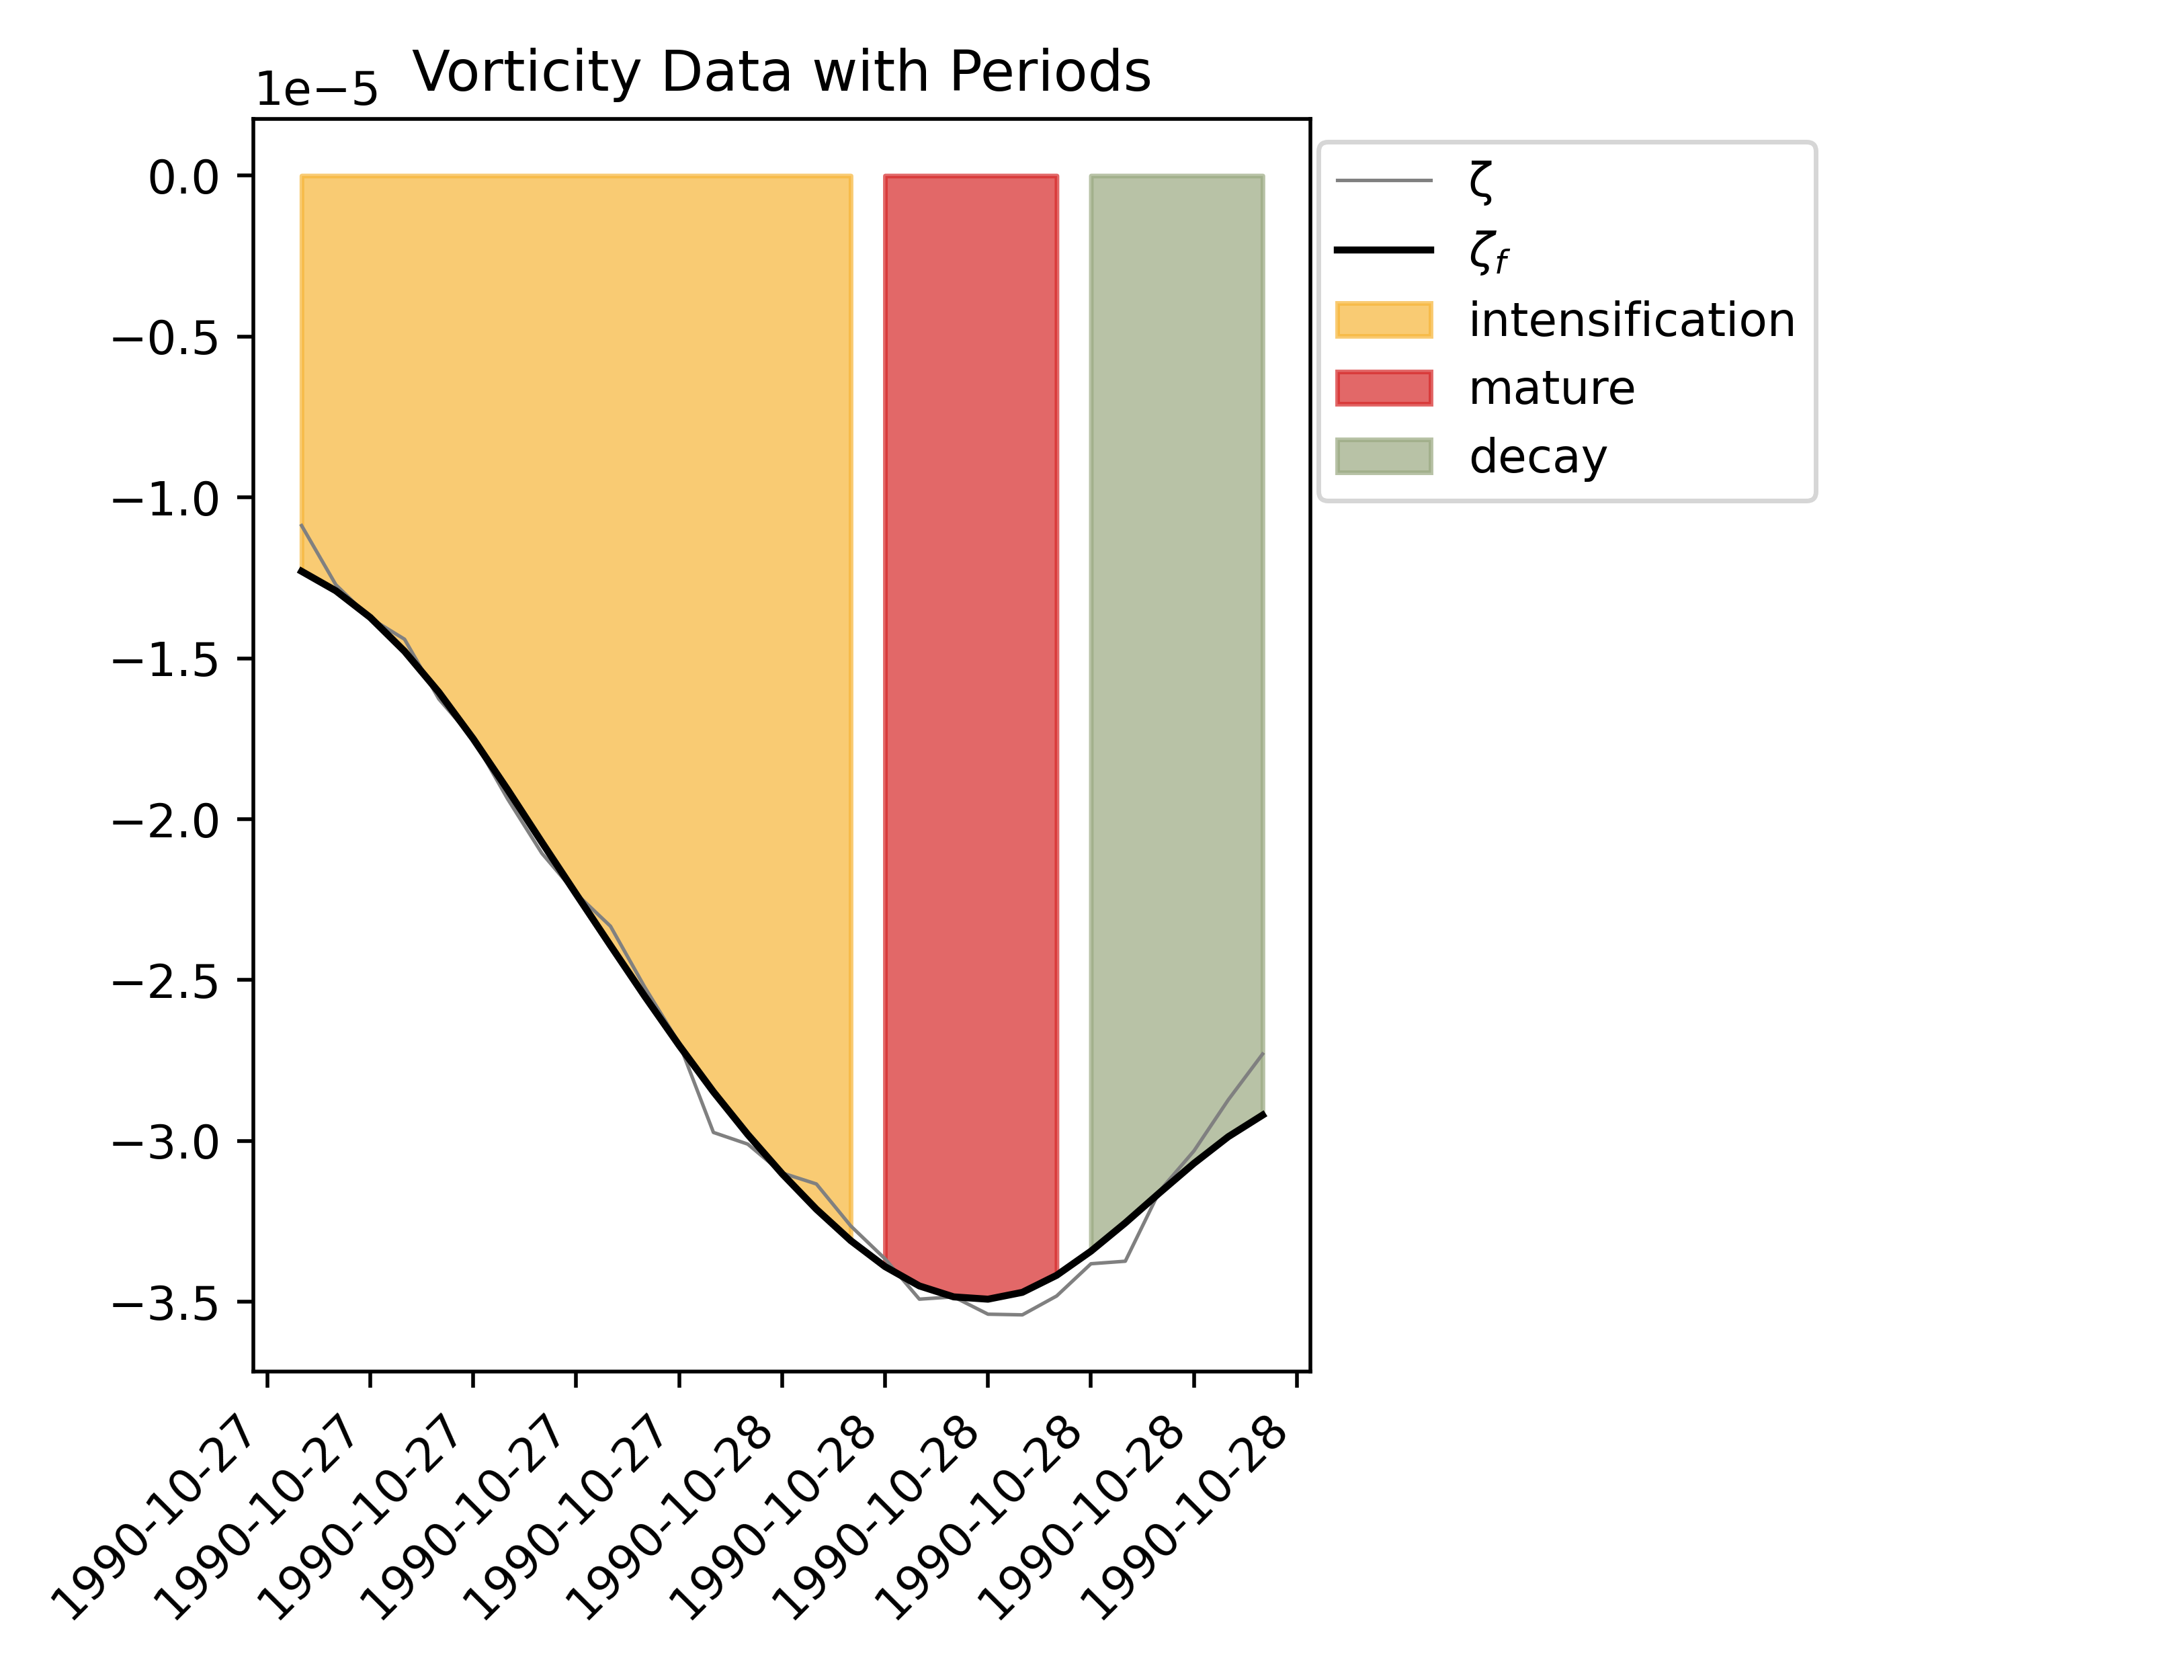 Vorticity Data with Periods
1e−5
0.0
−0.5
−1.0
−1.5
−2.0
−2.5
−3.0
−3.5
1990-10-27
1990-10-27
1990-10-27
1990-10-27
1990-10-27
1990-10-28
1990-10-28
1990-10-28
1990-10-28
1990-10-28
1990-10-28
ζ
ζf
intensification
mature
decay